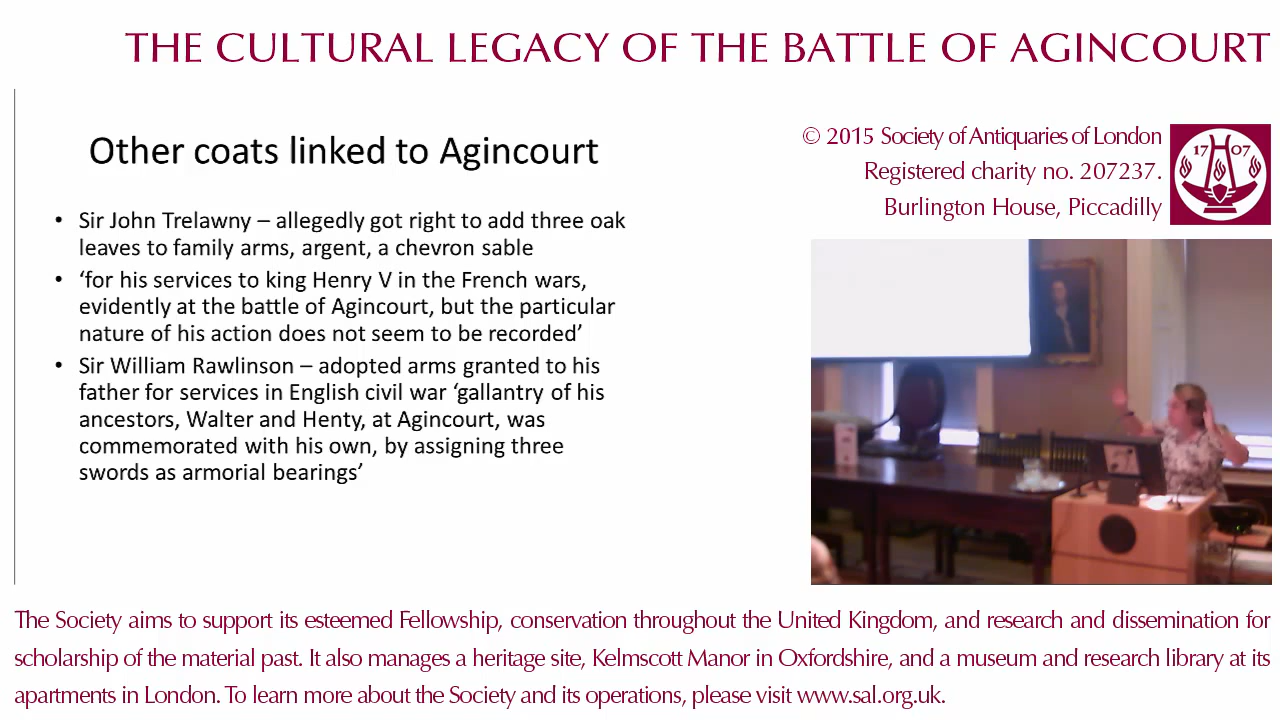 THE CULTURAL LEGACY OF THE BATTLE OF AGINCOURT
Other coats linked to Agincourt
• Sir John Trelawny – allegedly got right to add three oak
leaves to family arms, argent, a chevron sable
• ‘for his services to king Henry V in the French wars,
evidently at the battle of Agincourt, but the particular
nature of his action does not seem to be recorded’
• Sir William Rawlinson – adopted arms granted to his
father for services in English civil war ‘gallantry of his
ancestors, Walter and Henty, at Agincourt, was
commemorated with his own, by assigning three
swords as armorial bearings’
© 2015 Society of Antiquaries of London
Registered charity no. 207237.
Burlington House, Piccadilly
17 07
The Society aims to support its esteemed Fellowship, conservation throughout the United Kingdom, and research and dissemination for
scholarship of the material past. It also manages a heritage site, Kelmscott Manor in Oxfordshire, and a museum and research library at its
apartments in London. To learn more about the Society and its operations, please visit www.sal.org.uk.